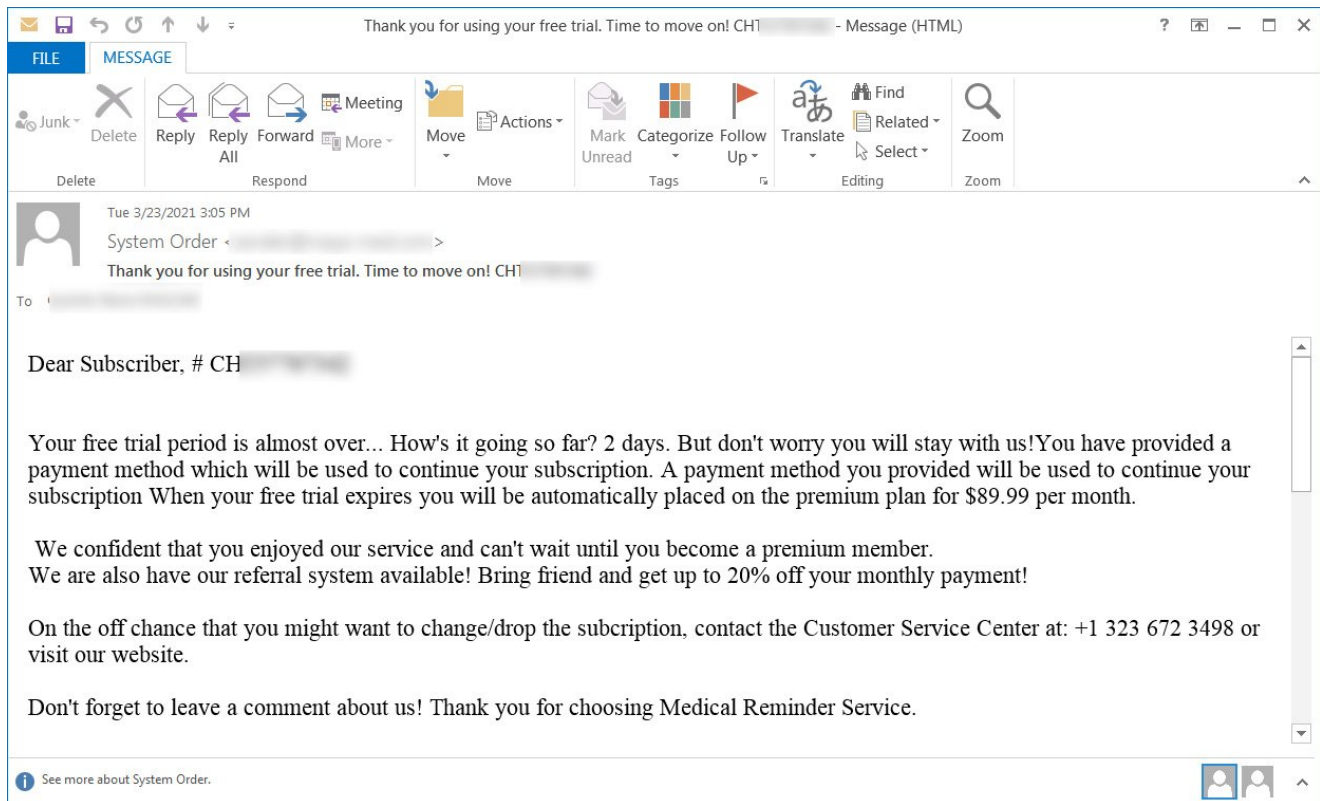 Thank you for using your free trial. Time to move on! CHT - Message (HTML)
FILE MESSAGE
Junk
Delete
Reply
Reply All
Forward
Meeting
More
Move
Actions
Mark Unread
Categorize
Follow Up
Translate
Find
Related
Select
Zoom
Delete Respond Move Tags Editing Zoom
Tue 3/23/2021 3:05 PM
System Order < >
Thank you for using your free trial. Time to move on! CHT
To
Dear Subscriber, # CH
Your free trial period is almost over... How's it going so far? 2 days. But don't worry you will stay with us!You have provided a
payment method which will be used to continue your subscription. A payment method you provided will be used to continue your
subscription When your free trial expires you will be automatically placed on the premium plan for $89.99 per month.
We confident that you enjoyed our service and can't wait until you become a premium member.
We are also have our referral system available! Bring friend and get up to 20% off your monthly payment!
On the off chance that you might want to change/drop the subcription, contact the Customer Service Center at: +1 323 672 3498 or
visit our website.
Don't forget to leave a comment about us! Thank you for choosing Medical Reminder Service.
See more about System Order.